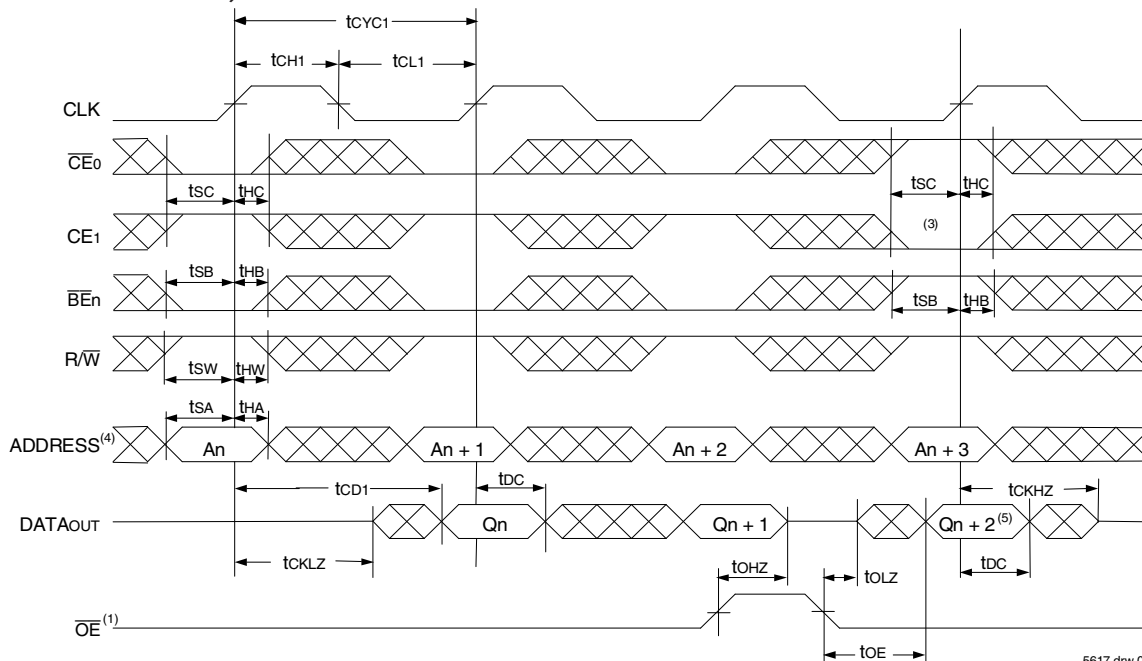 tCYC1
tCH1 tCL1
CLK
CE0
tSC tHC tSC tHC
CE1 (3)
tSB tHB
BEn
tSB tHB
R/W
tSW tHW
tSA tHA
ADDRESS(4) An An + 1 An + 2 An + 3
tCD1 tDC tCKHZ
DATAOUT Qn Qn + 1 Qn + 2(5)
tCKLZ tOHZ tOLZ tDC
OE(1)
tOE
5617 drw